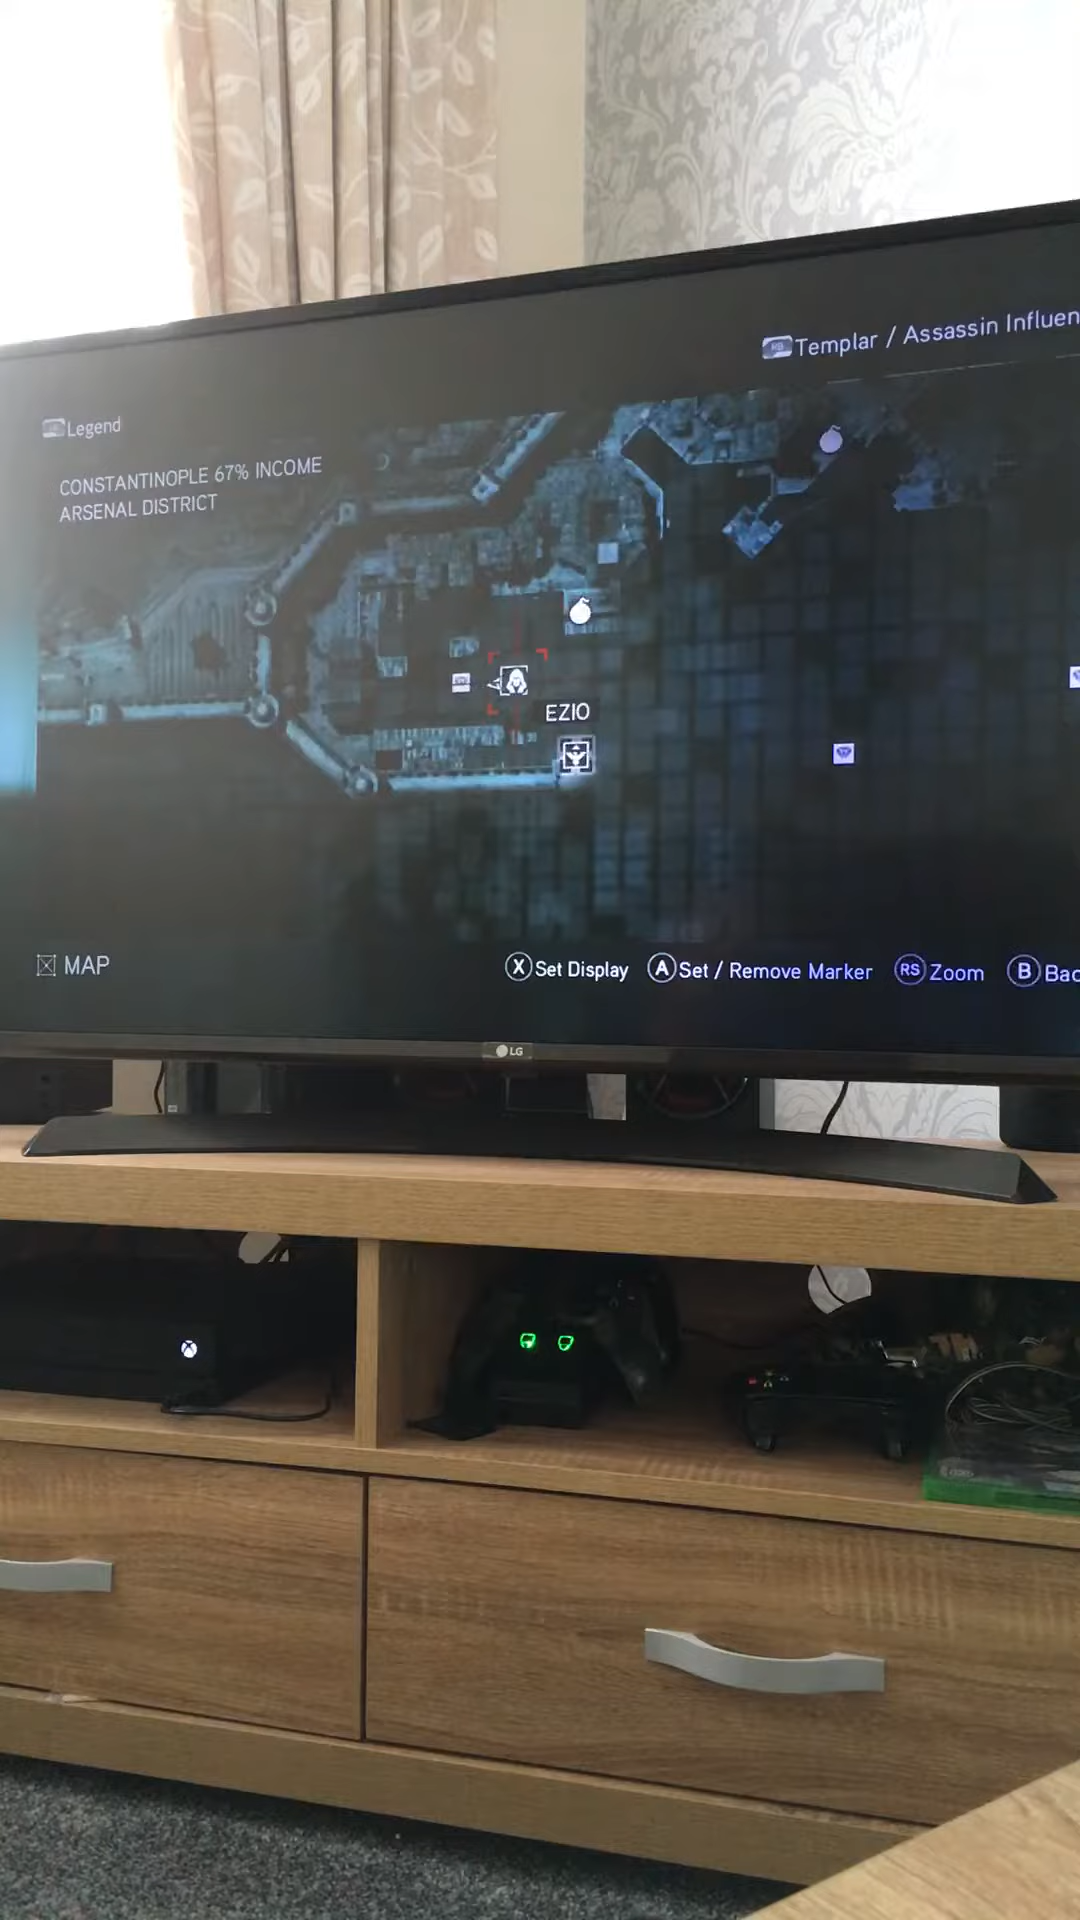 RB Templar / Assassin Influen
Legend
CONSTANTINOPLE 67% INCOME
ARSENAL DISTRICT
EZIO
MAP
X Set Display A Set / Remove Marker RS Zoom B Bac
LG